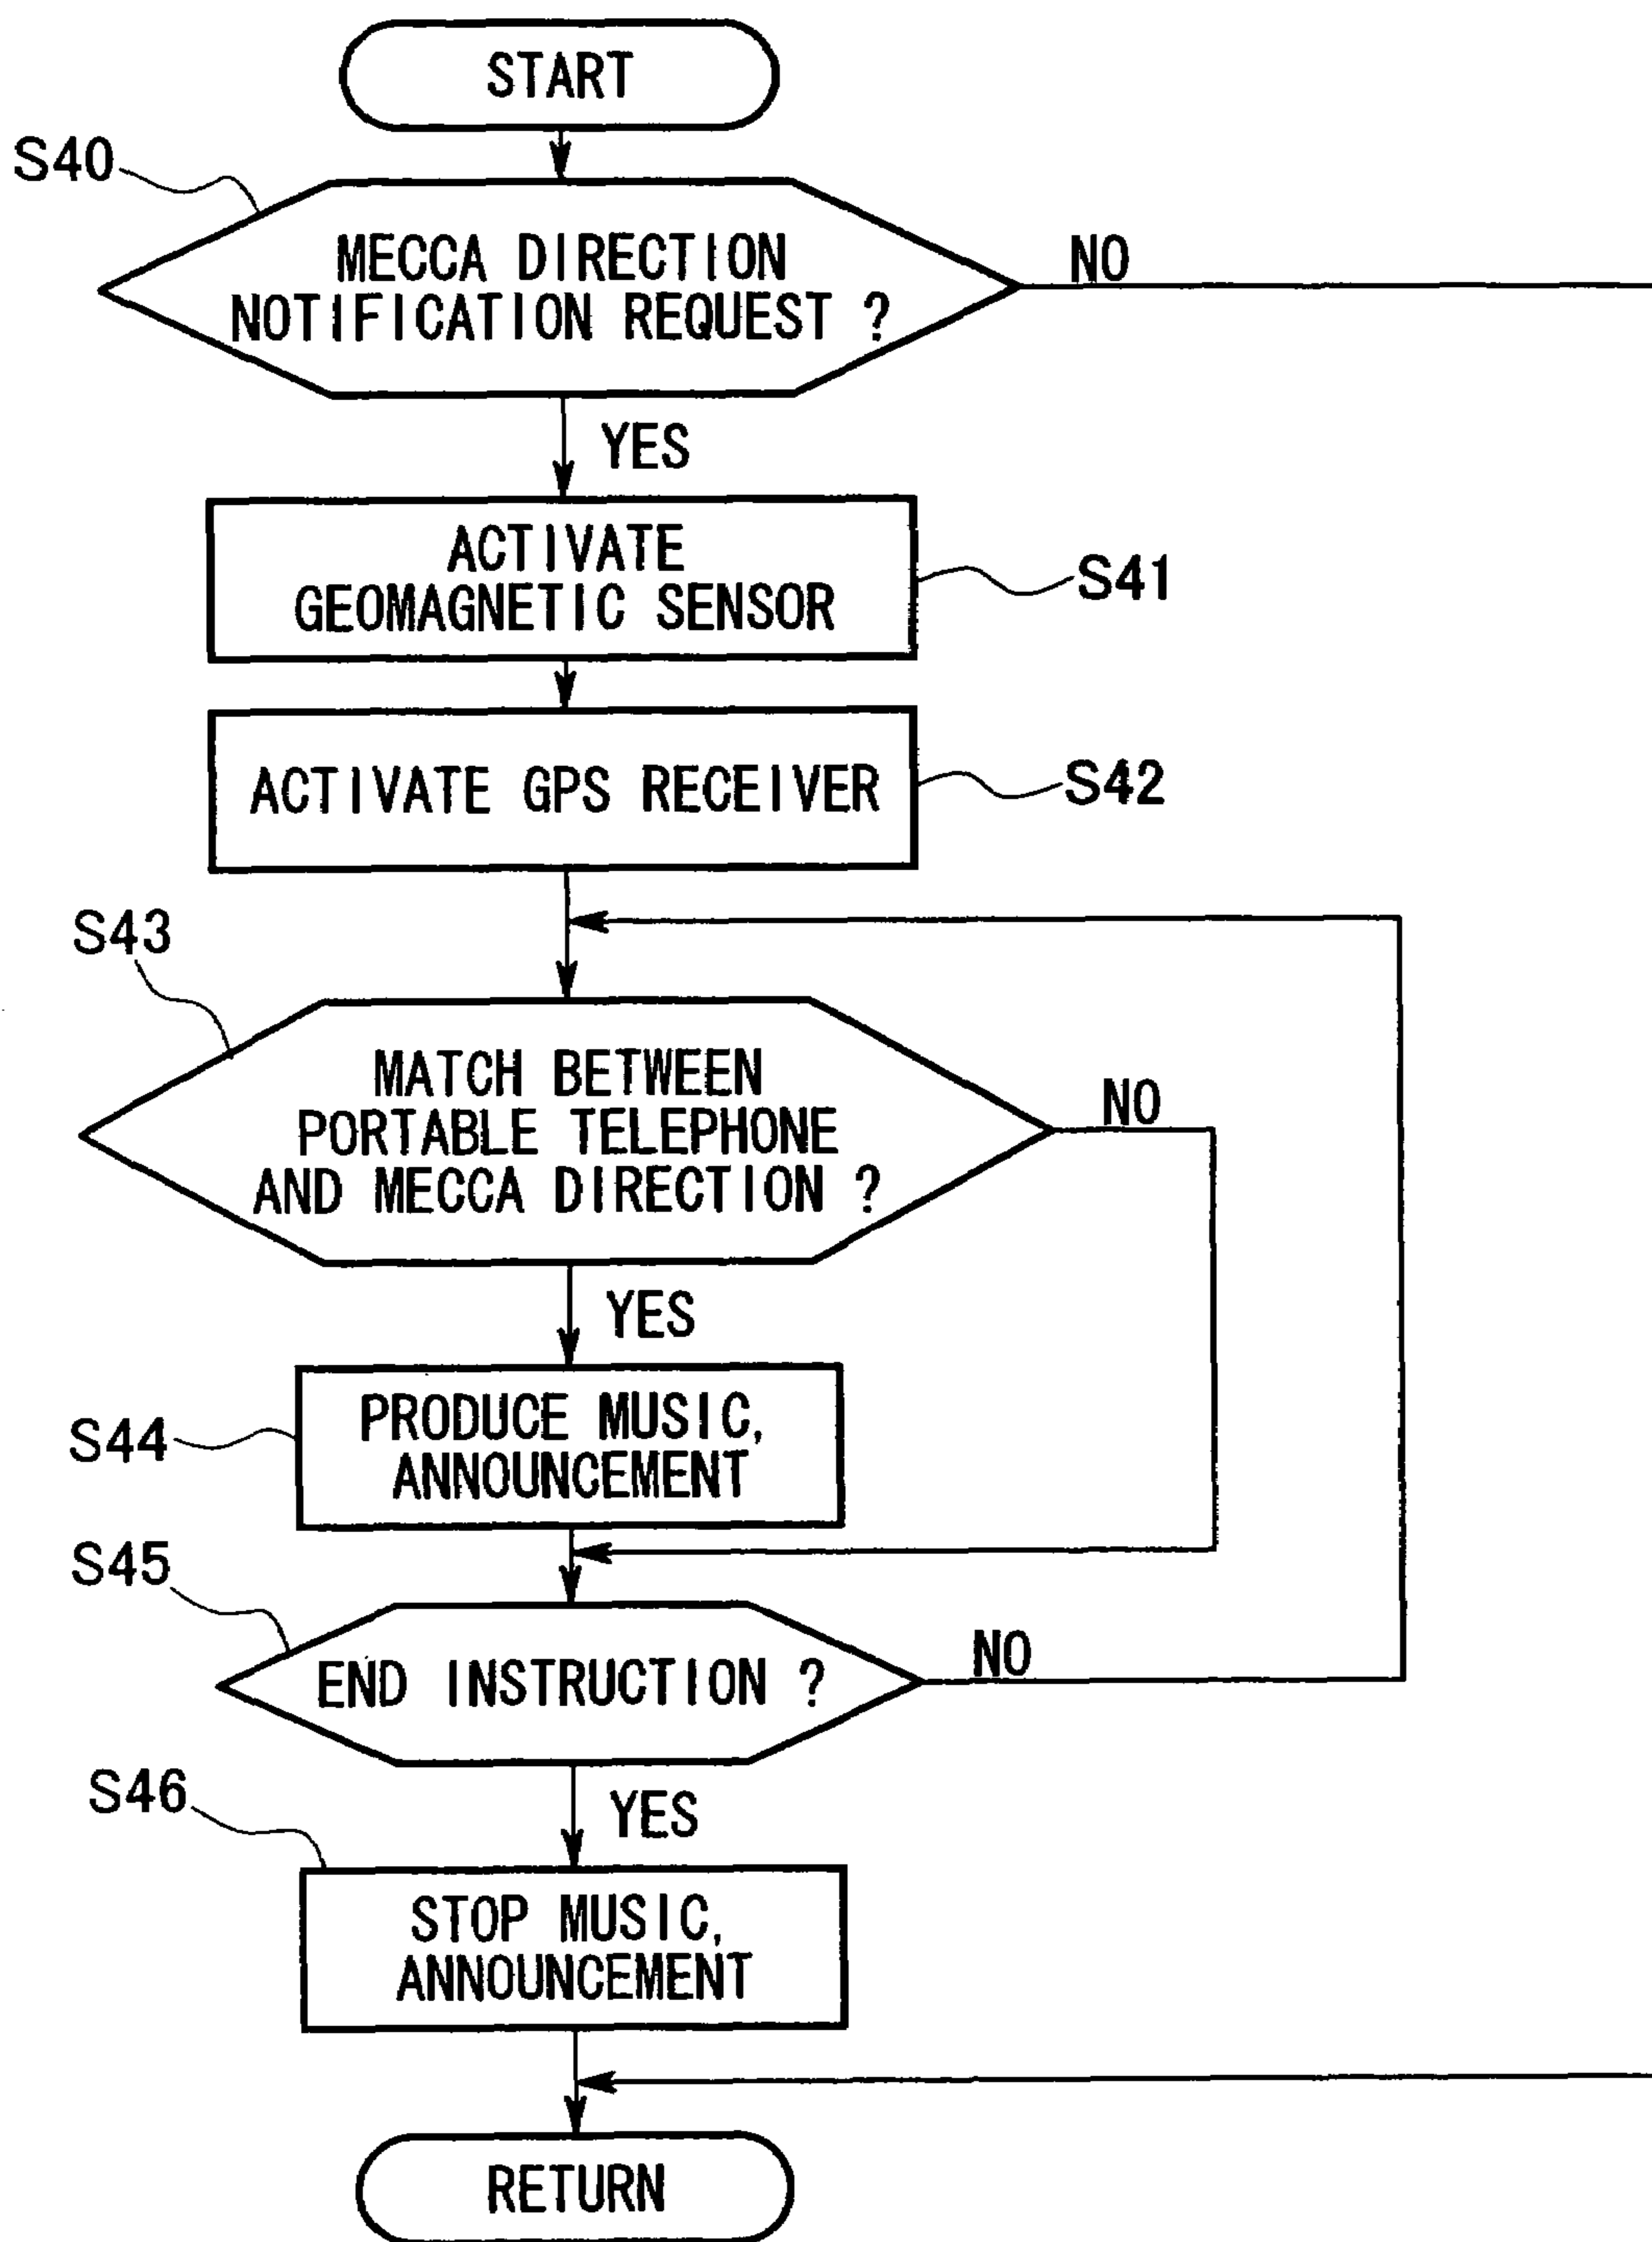 START
S40
MECCA DIRECTION
NOTIFICATION REQUEST ?
NO
YES
ACTIVATE
GEOMAGNETIC SENSOR
S41
ACTIVATE GPS RECEIVER
S42
S43
MATCH BETWEEN
PORTABLE TELEPHONE
AND MECCA DIRECTION ?
NO
YES
PRODUCE MUSIC,
ANNOUNCEMENT
S44
S45
END INSTRUCTION ?
NO
YES
S46
STOP MUSIC,
ANNOUNCEMENT
RETURN